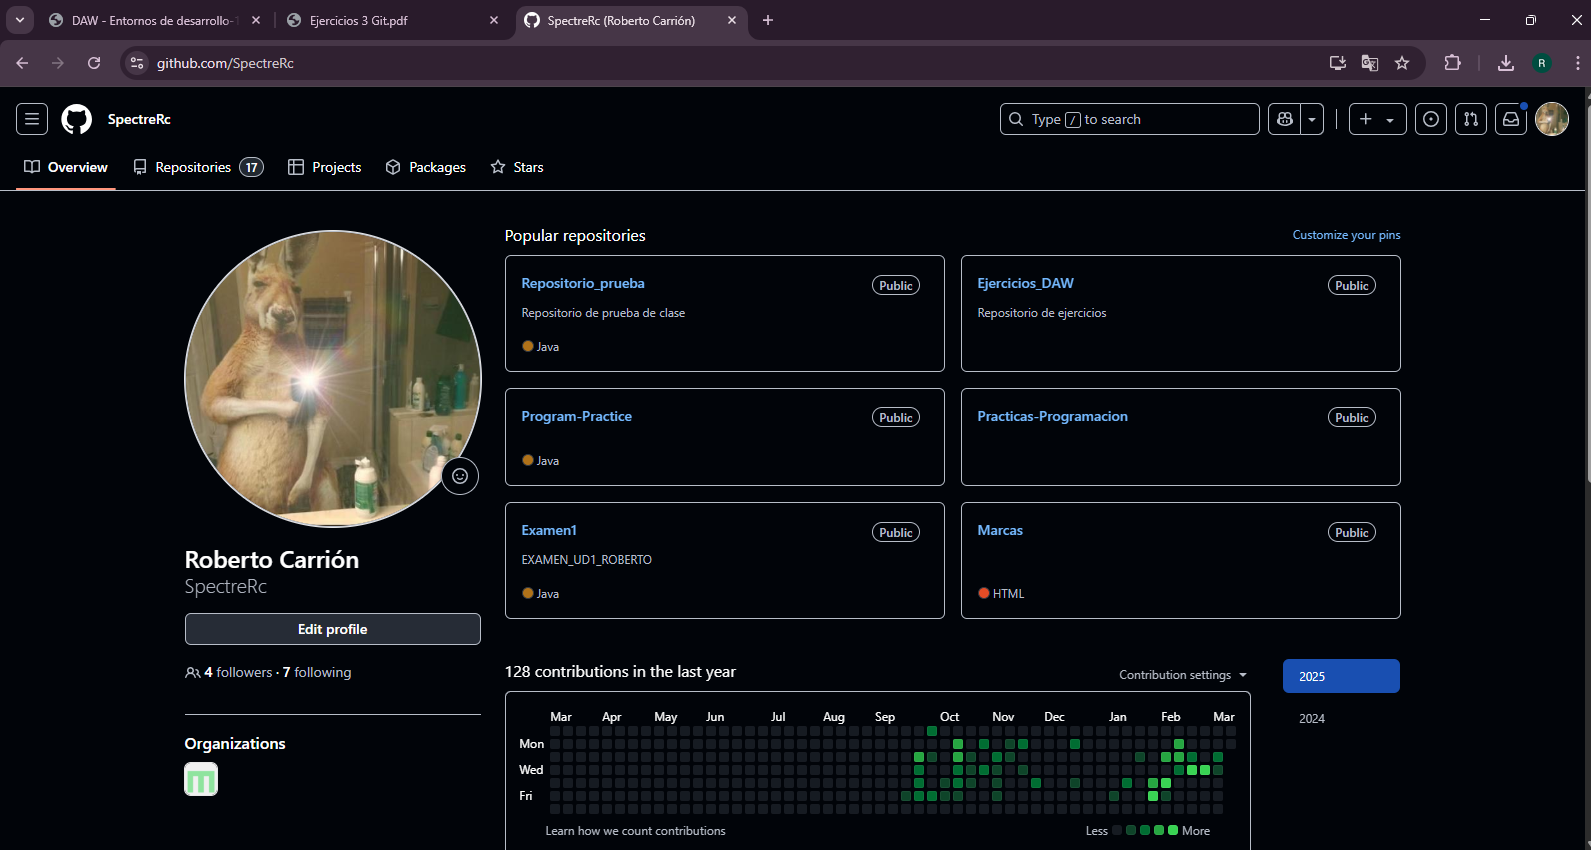 DAW - Entornos de desarrollo-1
Ejercicios 3 Git.pdf
SpectreRc (Roberto Carrión)
github.com/SpectreRc
R
SpectreRc
Type / to search
Overview
Repositories 17
Projects
Packages
Stars
Popular repositories
Customize your pins
Repositorio_prueba
Public
Repositorio de prueba de clase
Java
Ejercicios_DAW
Public
Repositorio de ejercicios
Program-Practice
Public
Java
Practicas-Programacion
Public
Examen1
Public
EXAMEN_UD1_ROBERTO
Java
Marcas
Public
HTML
Roberto Carrión
SpectreRc
Edit profile
4 followers · 7 following
Organizations
128 contributions in the last year
Contribution settings
2025
2024
Mar Apr May Jun Jul Aug Sep Oct Nov Dec Jan Feb Mar
Mon
Wed
Fri
Learn how we count contributions
Less
More